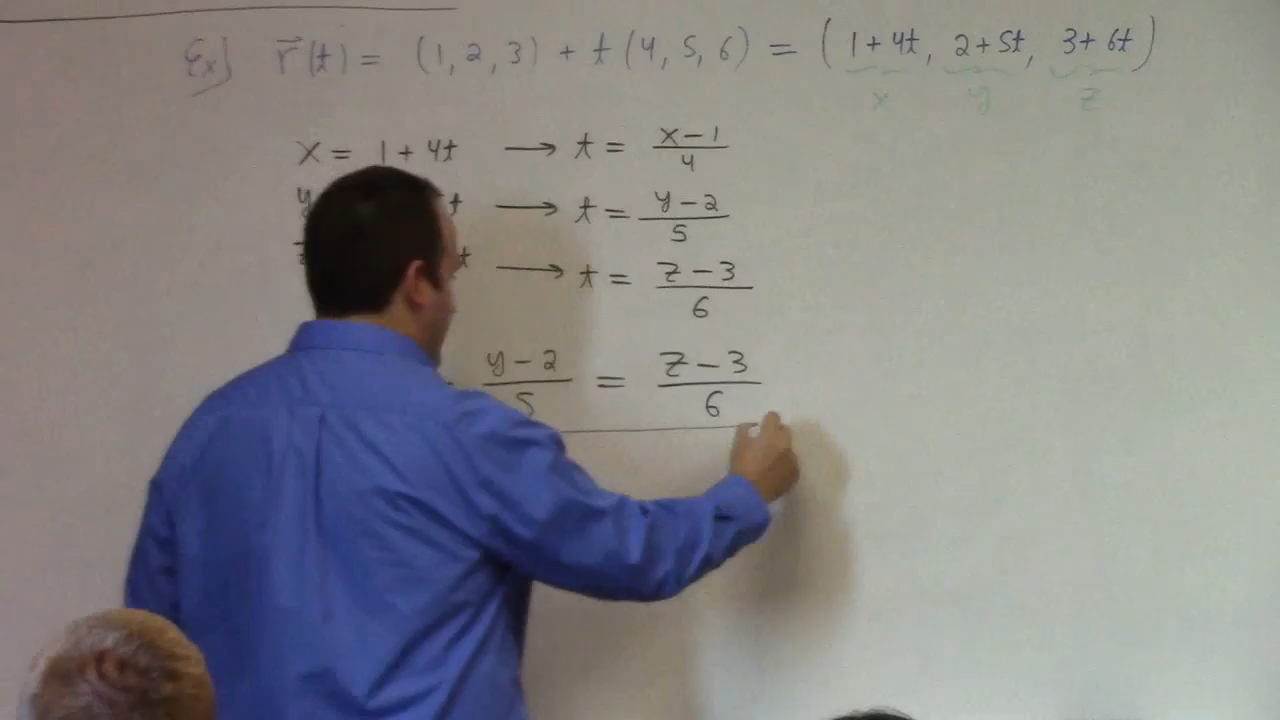 Ex) r⃗(t) = (1, 2, 3) + t(4, 5, 6) = (1+4t, 2+5t, 3+6t)
x y z
x = 1+4t → t = x-1/4
y t → t = y-2/5
t → t = z-3/6
y-2/5 = z-3/6